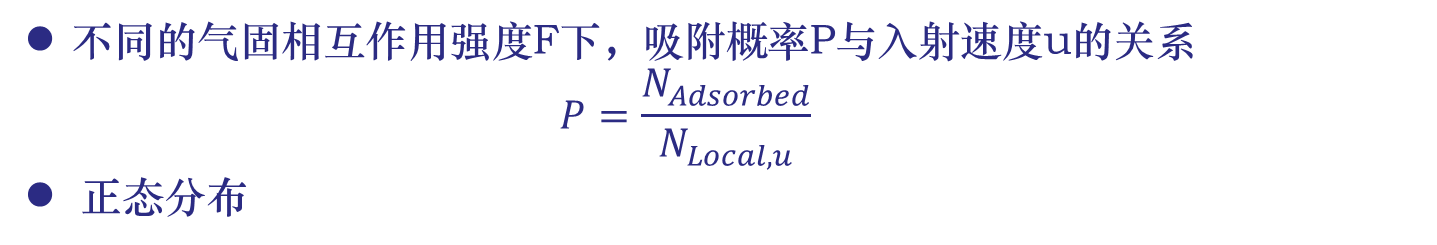 ● 不同的气固相互作用强度F下，吸附概率P与入射速度u的关系
P = N_Adsorbed / N_Local,u
● 正态分布